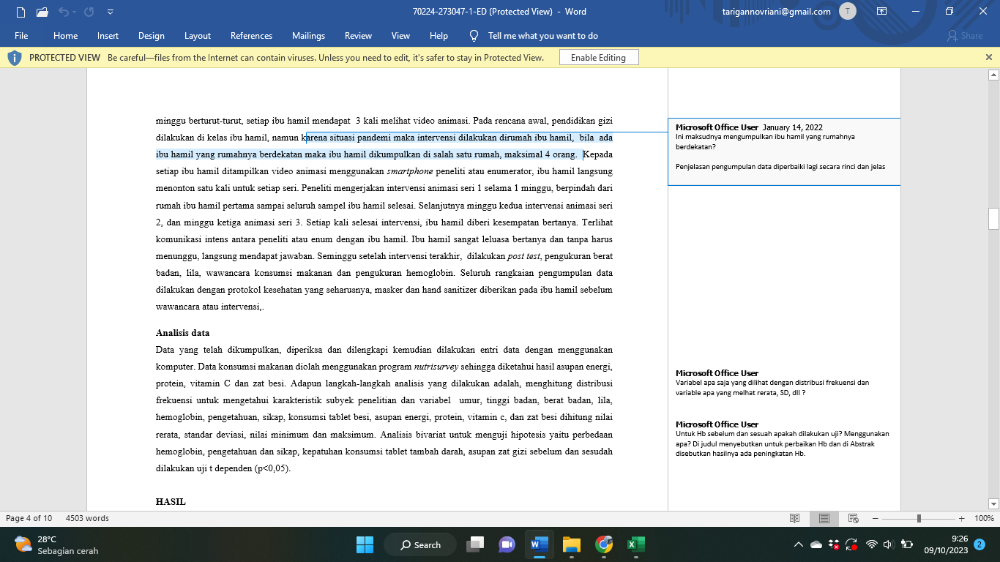 70224-273047-1-ED (Protected View) - Word
tarigannovriani@gmail.com
T
File Home Insert Design Layout References Mailings Review View Help Tell me what you want to do
Share
PROTECTED VIEW Be careful—files from the Internet can contain viruses. Unless you need to edit, it's safer to stay in Protected View.
Enable Editing
minggu berturut-turut, setiap ibu hamil mendapat 3 kali melihat video animasi. Pada rencana awal, pendidikan gizi
dilakukan di kelas ibu hamil, namun karena situasi pandemi maka intervensi dilakukan dirumah ibu hamil, bila ada
ibu hamil yang rumahnya berdekatan maka ibu hamil dikumpulkan di salah satu rumah, maksimal 4 orang. Kepada
setiap ibu hamil ditampilkan video animasi menggunakan smartphone peneliti atau enumerator, ibu hamil langsung
menonton satu kali untuk setiap seri. Peneliti mengerjakan intervensi animasi seri 1 selama 1 minggu, berpindah dari
rumah ibu hamil pertama sampai seluruh sampel ibu hamil selesai. Selanjutnya minggu kedua intervensi animasi seri
2, dan minggu ketiga animasi seri 3. Setiap kali selesai intervensi, ibu hamil diberi kesempatan bertanya. Terlihat
komunikasi intens antara peneliti atau enum dengan ibu hamil. Ibu hamil sangat leluasa bertanya dan tanpa harus
menunggu, langsung mendapat jawaban. Seminggu setelah intervensi terakhir, dilakukan post test, pengukuran berat
badan, lila, wawancara konsumsi makanan dan pengukuran hemoglobin. Seluruh rangkaian pengumpulan data
dilakukan dengan protokol kesehatan yang seharusnya, masker dan hand sanitizer diberikan pada ibu hamil sebelum
wawancara atau intervensi,.
Analisis data
Data yang telah dikumpulkan, diperiksa dan dilengkapi kemudian dilakukan entri data dengan menggunakan
komputer. Data konsumsi makanan diolah menggunakan program nutrisurvey sehingga diketahui hasil asupan energi,
protein, vitamin C dan zat besi. Adapun langkah-langkah analisis yang dilakukan adalah, menghitung distribusi
frekuensi untuk mengetahui karakteristik subyek penelitian dan variabel umur, tinggi badan, berat badan, lila,
hemoglobin, pengetahuan, sikap, konsumsi tablet besi, asupan energi, protein, vitamin c, dan zat besi dihitung nilai
rerata, standar deviasi, nilai minimum dan maksimum. Analisis bivariat untuk menguji hipotesis yaitu perbedaan
hemoglobin, pengetahuan dan sikap, kepatuhan konsumsi tablet tambah darah, asupan zat gizi sebelum dan sesudah
dilakukan uji t dependen (p<0,05).
HASIL
Microsoft Office User January 14, 2022
Ini maksudnya mengumpulkan ibu hamil yang rumahnya
berdekatan?
Penjelasan pengumpulan data diperbaiki lagi secara rinci dan jelas
Microsoft Office User
Variabel apa saja yang dilihat dengan distribusi frekuensi dan
variable apa yang melhat rerata, SD, dll ?
Microsoft Office User
Untuk Hb sebelum dan sesuah apakah dilakukan uji? Menggunakan
apa? Di judul menyebutkan untuk perbaikan Hb dan di Abstrak
disebutkan hasilnya ada peningkatan Hb.
Page 4 of 10 4503 words
100%
28°C
Sebagian cerah
Search
9:26
09/10/2023
2